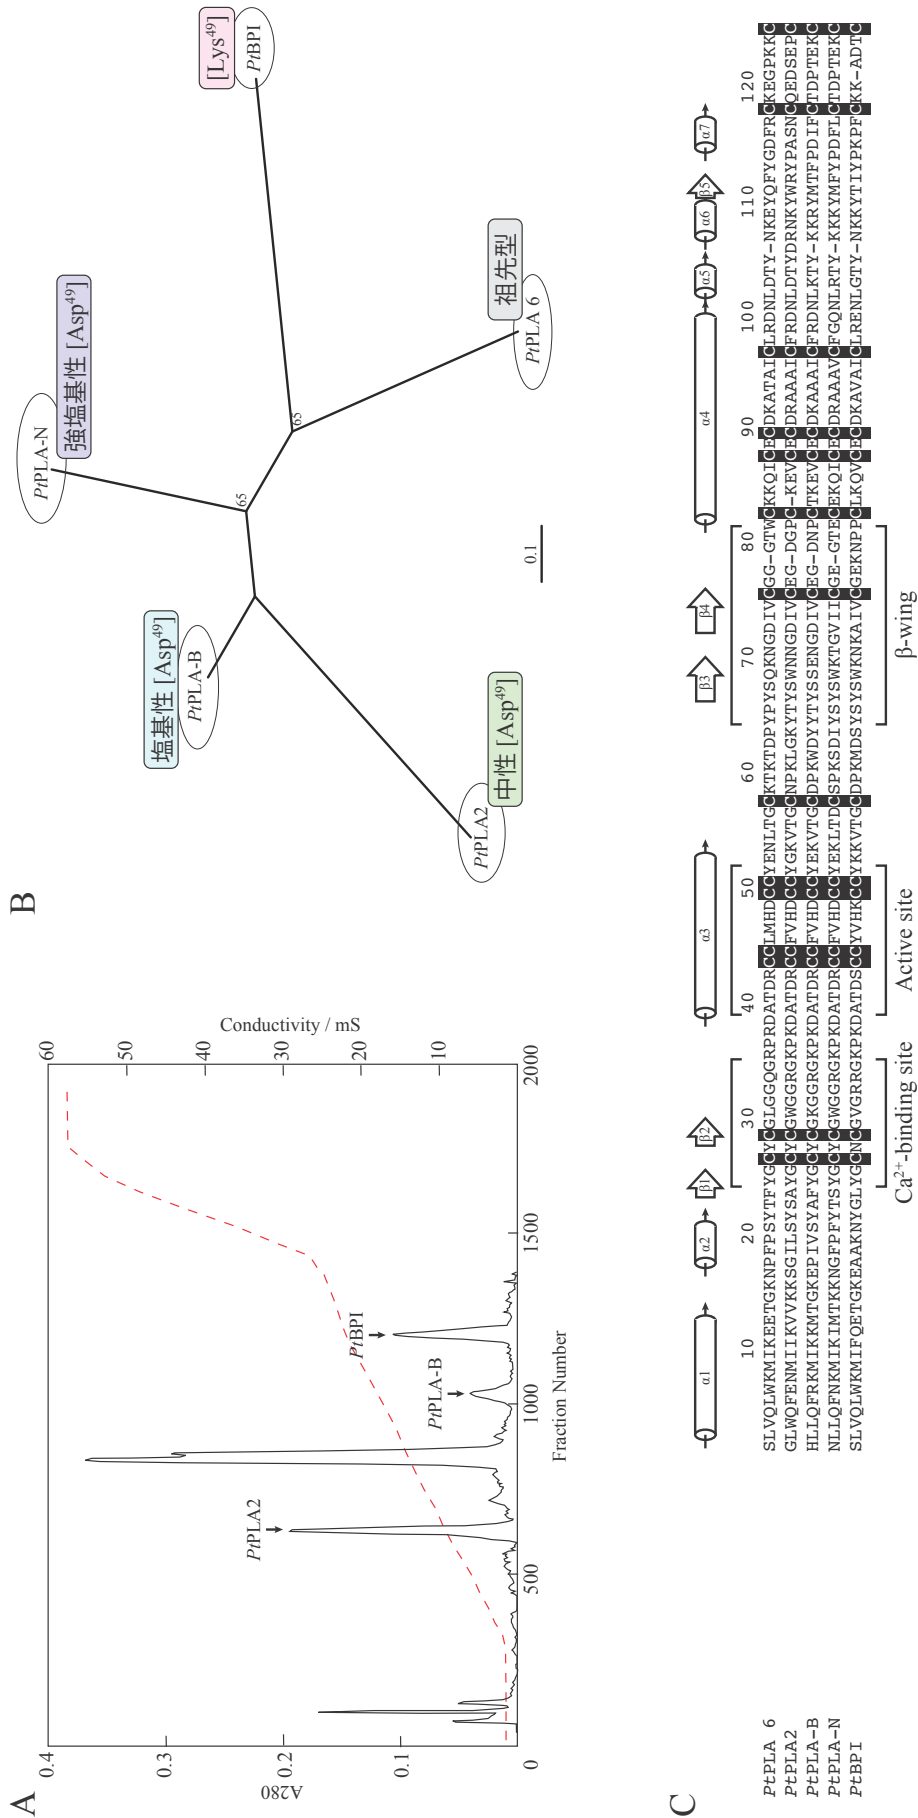 A
0.4
0.3
0.2
0.1
0
A280
60
50
40
30
20
10
Conductivity / mS
PtPLA2
PtPLA-B
PtBPI
500
1000
1500
2000
Fraction Number
B
強塩基性 [Asp⁴⁹]
PtPLA-N
塩基性 [Asp⁴⁹]
PtPLA-B
[Lys⁴⁹]
PtBPI
65
65
中性 [Asp⁴⁹]
PtPLA2
祖先型
PtPLA 6
0.1
C
α1 α2 β1 β2 α3 β3 β4 α4 α5 α6 β5 α7
10 20 30 40 50 60 70 80 90 100 110 120
PtPLA 6 SLVQLWKMIKEETGKNPFPSYTFYGCYCGLGGQGRPRDATDRCCLMHDCCYENLTGCKTKTDPYPYSQKNGDIVCGG-GTWCKKQICECDKATAICLRDNLDTY-NKEYQFYGDFRCKEGPKKC
PtPLA2 GLWQFENMIIKVVKKSGILSYSAYGCYCGWGGRGKPKDATDRCCFVHDCCYGKVTGCNPKLGKYTYSWNNGDIVCEG-DGPC-KEVCECDRAAAICFRDNLDTYDRNKYWRYPASNCQEDSEPC
PtPLA-B HLLQFRKMIKKMTGKEPIVSYAFYGCYCGKGGRGKPKDATDRCCFVHDCCYEKVTGCDPKWDYYTYSSENGDIVCEG-DNPCTKEVCECDKAAAICFRDNLKTY-KKRYMTFPDIFCTDPTEKC
PtPLA-N NLLQFNKMIKIMTKKNGFPFYTSYGCYCGWGGRGKPKDATDRCCFVHDCCYEKLTDCSPKSDIYSYSWKTGVIICGE-GTECEKQICECDRAAAVCFGQNLRTY-KKKYMFYPDFLCTDPTEKC
PtBPI SLVQLWKMIFQETGKEAAKNYGLYGCNCGVGRRGKPKDATDSCCYVHKCCYKKVTGCDPKMDSYSYSWKNKAIVCGEKNPPCLKQVCECDKAVAICLRENLGTY-NKKYTIYPKPFCKK-ADTC
Ca²⁺-binding site Active site β-wing